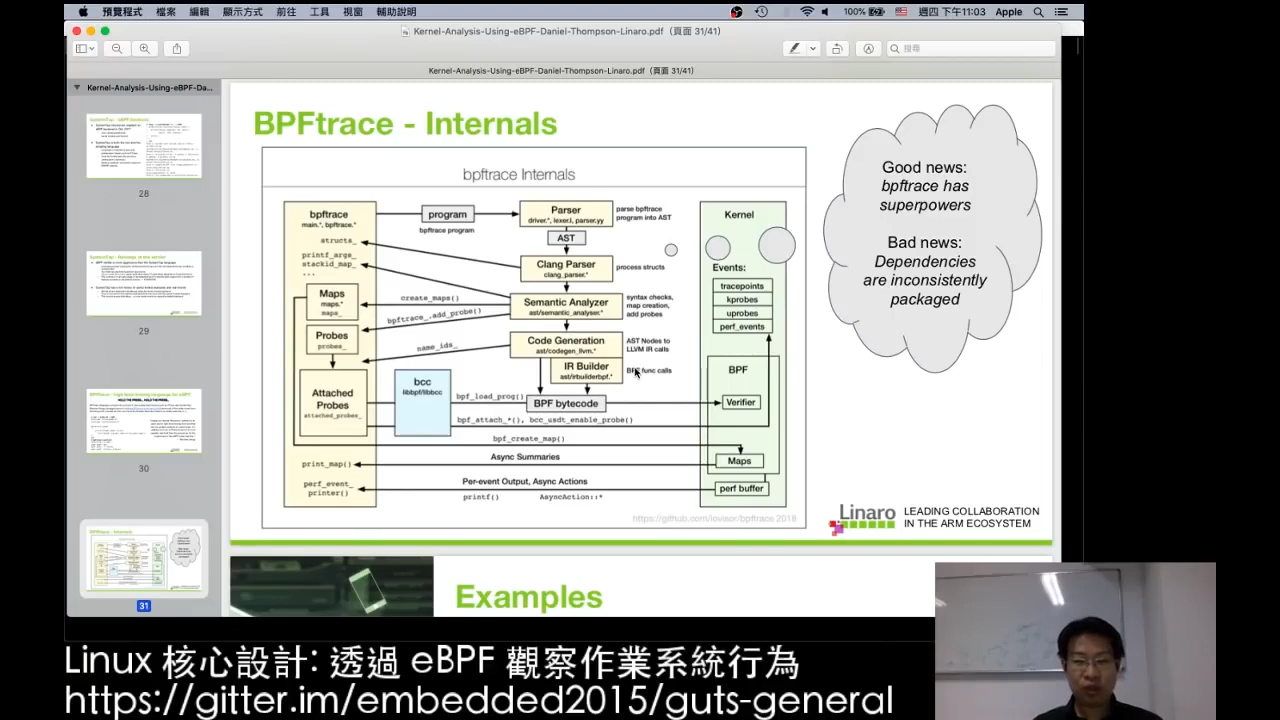 預覽程式 檔案 編輯 顯示方式 前往 工具 視窗 輔助說明 100% 週四 下午11:03 Apple
Kernel-Analysis-Using-eBPF-Daniel-Thompson-Linaro.pdf（頁面 31/41）
搜尋
Kernel-Analysis-Using-eBPF-Daniel-Thompson-Linaro.pdf（頁面 31/41）
Kernel-Analysis-Using-eBPF-Da...
28
29
30
31
BPFtrace - Internals
bpftrace Internals
bpftrace
main.*, bpftrace.*
structs_
printf_args_
stackid_map_
...
Maps
maps.*
maps_
Probes
probes_
Attached
Probes
attached_probes_
print_map()
perf_event_
printer()
program
bpftrace program
Parser
driver.*, lexer.l, parser.yy
parse bpftrace
program into AST
AST
Clang Parser
clang_parser.*
process structs
Semantic Analyzer
ast/semantic_analyser.*
syntax checks,
map creation,
add probes
create_maps()
bpftrace_.add_probe()
Code Generation
ast/codegen_llvm.*
AST Nodes to
LLVM IR calls
name_ids_
IR Builder
ast/irbuilderbpf.*
BPF func calls
bcc
libbpf/libbcc
bpf_load_prog()
BPF bytecode
bpf_attach_*(), bcc_usdt_enable_probe()
bpf_create_map()
Async Summaries
Per-event Output, Async Actions
printf() AsyncAction::*
Kernel
Events:
tracepoints
kprobes
uprobes
perf_events
BPF
Verifier
Maps
perf buffer
https://github.com/iovisor/bpftrace 2018
Good news:
bpftrace has
superpowers
Bad news:
Dependencies
are inconsistently
packaged
Linaro
LEADING COLLABORATION
IN THE ARM ECOSYSTEM
Examples
Linux 核心設計: 透過 eBPF 觀察作業系統行為
https://gitter.im/embedded2015/guts-general